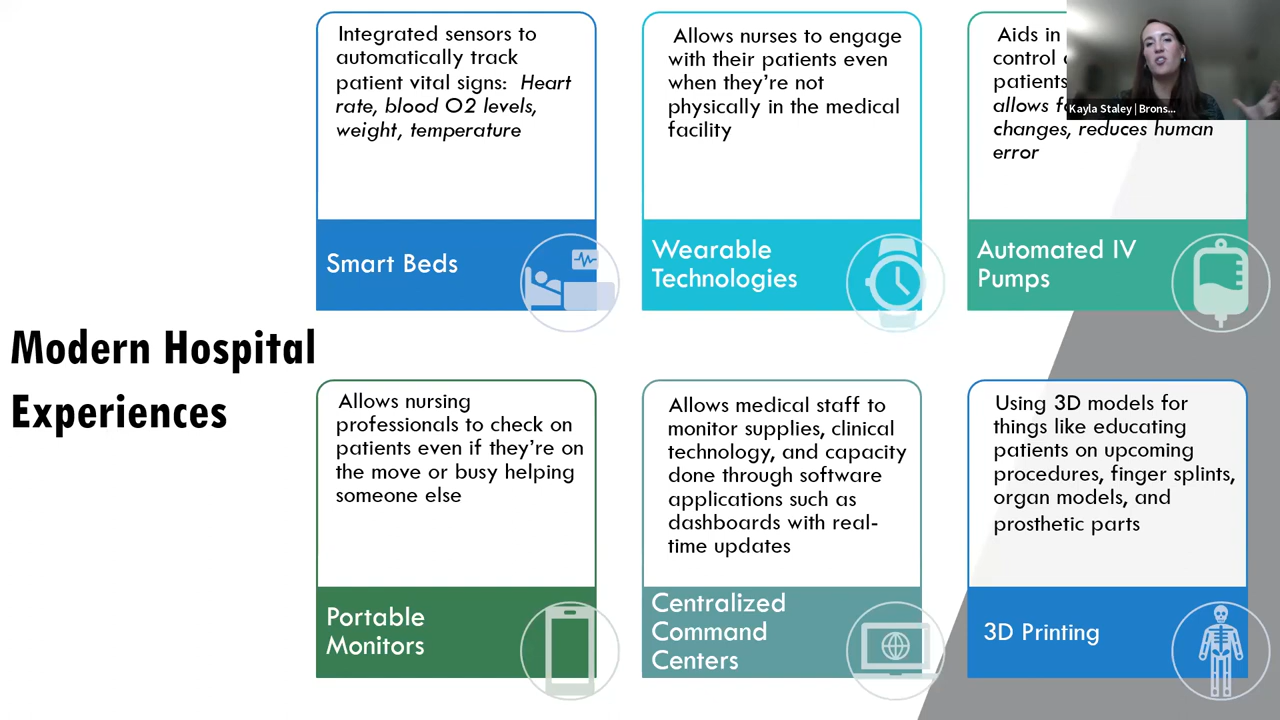 Integrated sensors to
automatically track
patient vital signs: Heart
rate, blood O2 levels,
weight, temperature
Smart Beds
Allows nurses to engage
with their patients even
when they're not
physically in the medical
facility
Wearable
Technologies
Aids in
control
patients
allows
changes, reduces human
error
Automated IV
Pumps
Kayla Staley | Brons...
Modern Hospital
Experiences
Allows nursing
professionals to check on
patients even if they're on
the move or busy helping
someone else
Portable
Monitors
Allows medical staff to
monitor supplies, clinical
technology, and capacity
done through software
applications such as
dashboards with real-
time updates
Centralized
Command
Centers
Using 3D models for
things like educating
patients on upcoming
procedures, finger splints,
organ models, and
prosthetic parts
3D Printing